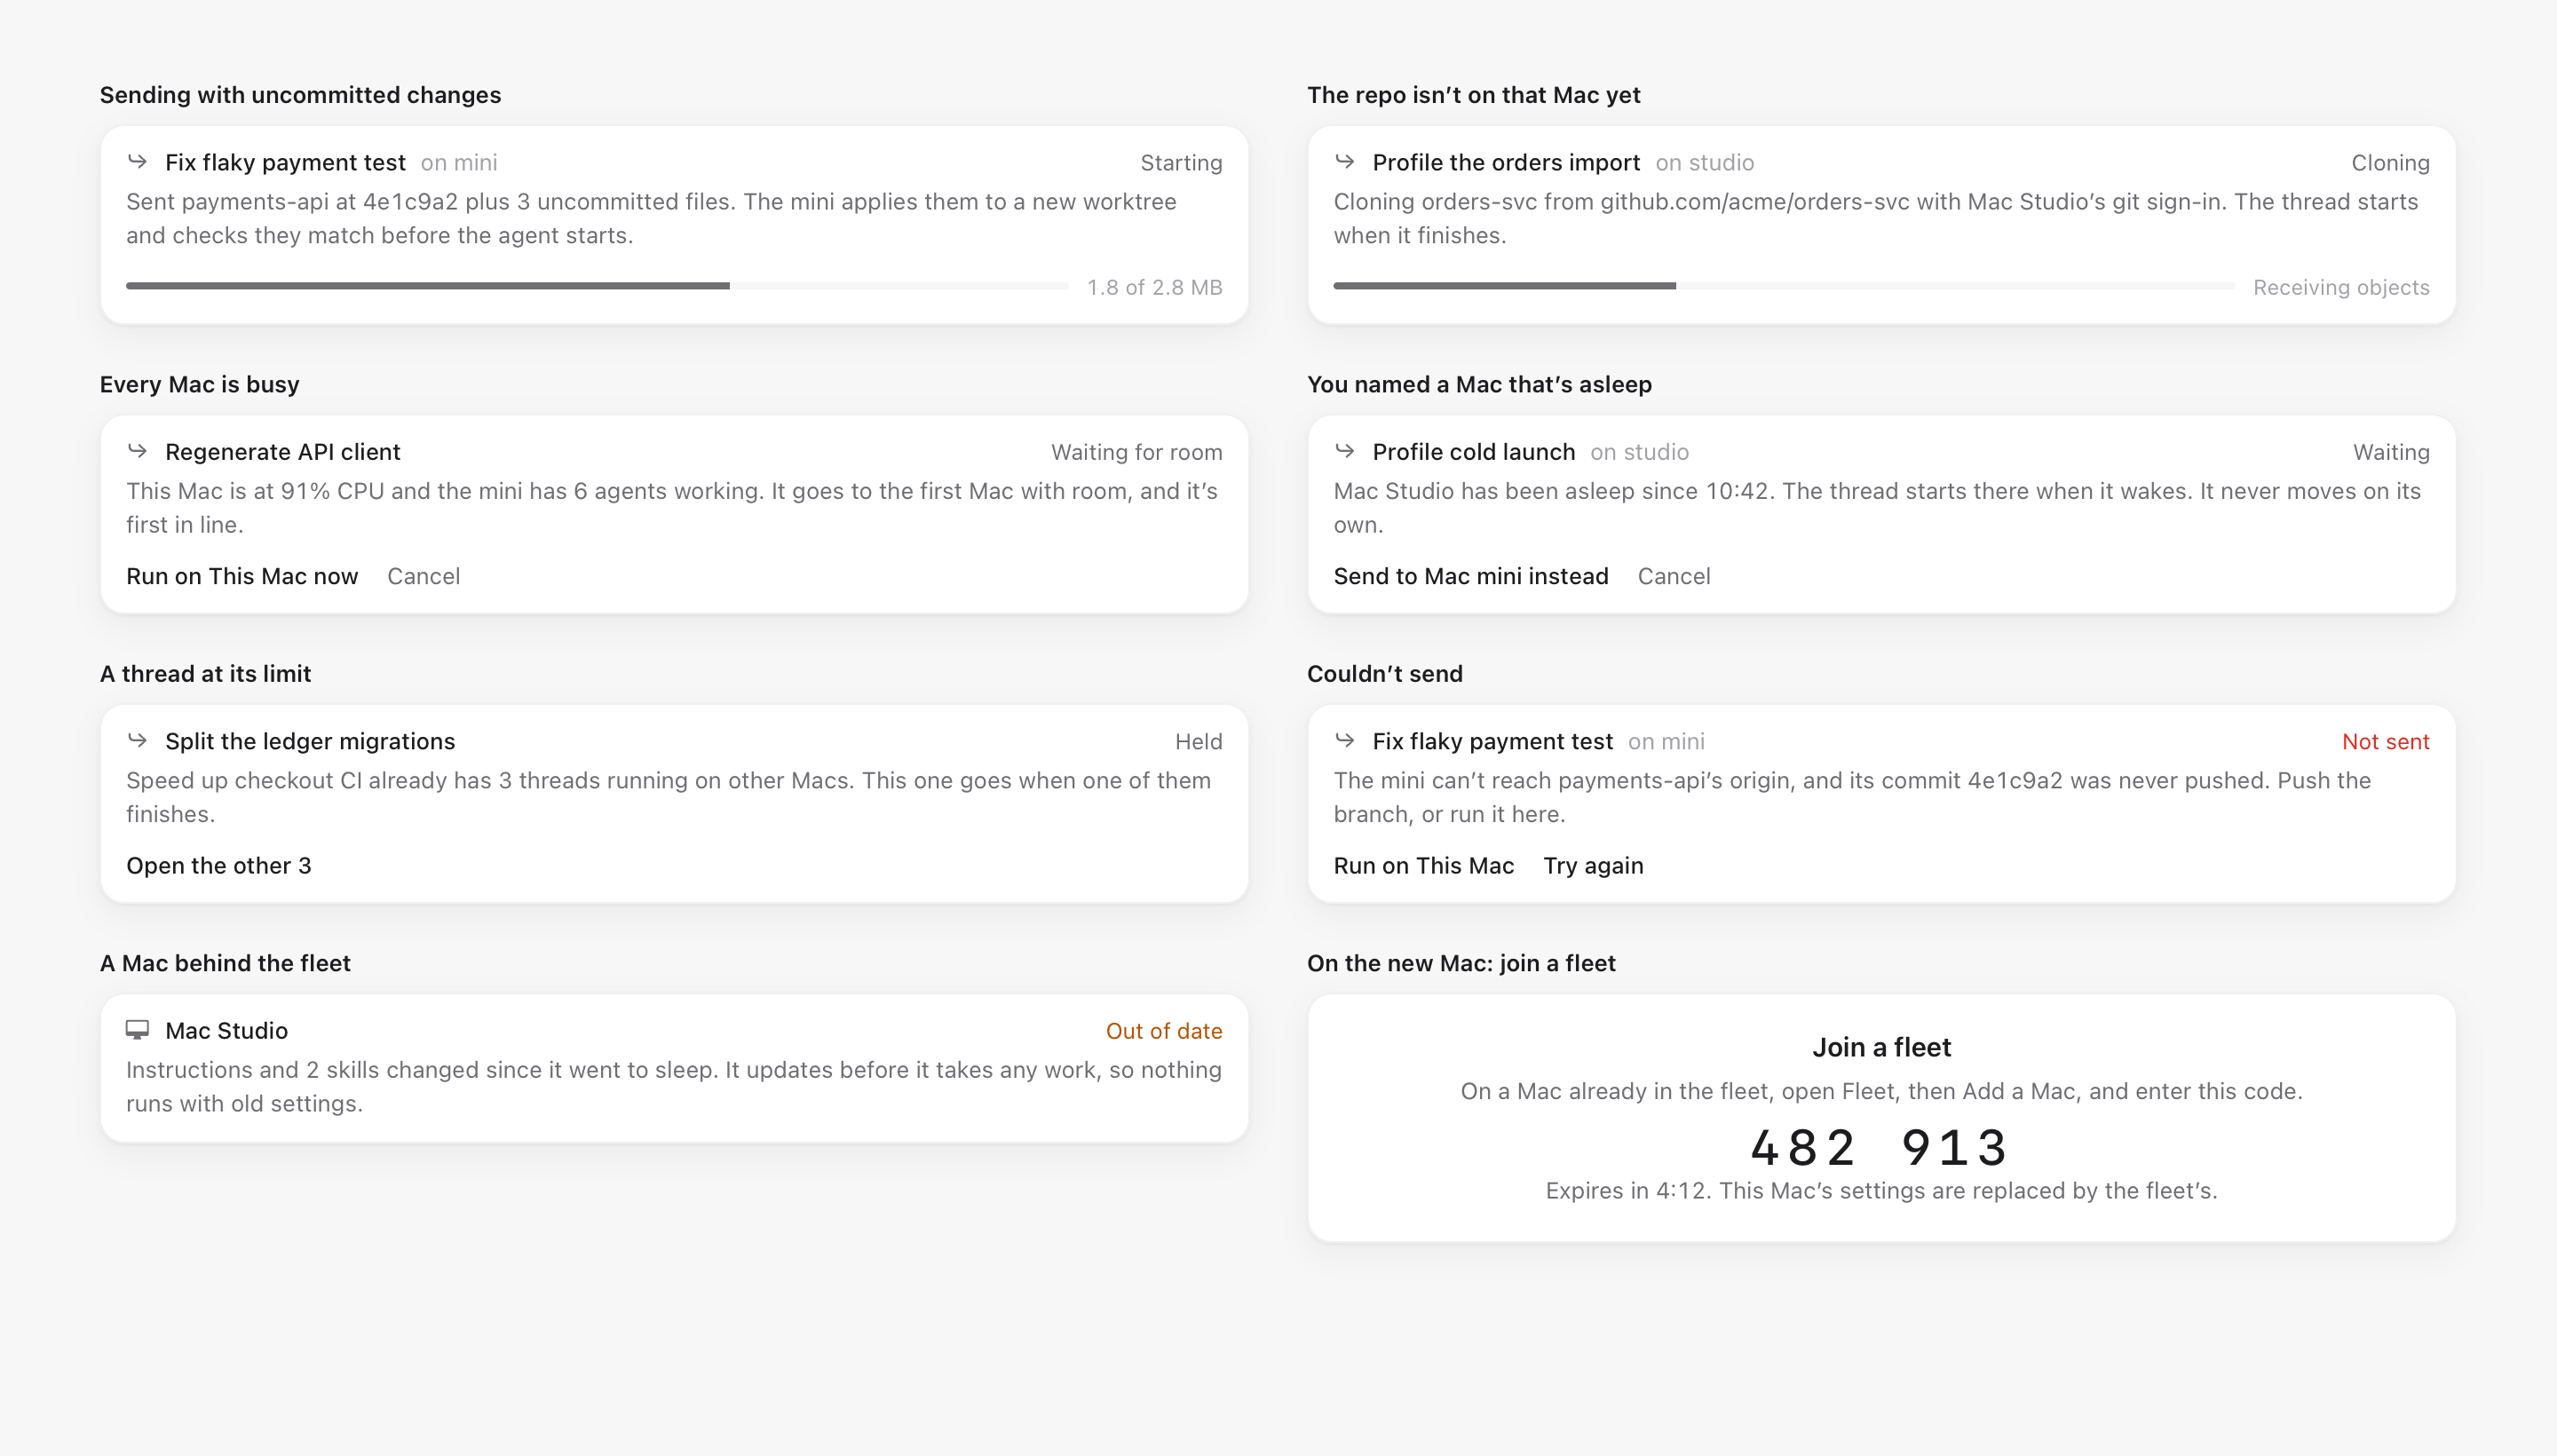 Sending with uncommitted changes
Fix flaky payment test on mini Starting
Sent payments-api at 4e1c9a2 plus 3 uncommitted files. The mini applies them to a new worktree
and checks they match before the agent starts.
1.8 of 2.8 MB
The repo isn’t on that Mac yet
Profile the orders import on studio Cloning
Cloning orders-svc from github.com/acme/orders-svc with Mac Studio’s git sign-in. The thread starts
when it finishes.
Receiving objects
Every Mac is busy
Regenerate API client Waiting for room
This Mac is at 91% CPU and the mini has 6 agents working. It goes to the first Mac with room, and it’s
first in line.
Run on This Mac now Cancel
You named a Mac that’s asleep
Profile cold launch on studio Waiting
Mac Studio has been asleep since 10:42. The thread starts there when it wakes. It never moves on its
own.
Send to Mac mini instead Cancel
A thread at its limit
Split the ledger migrations Held
Speed up checkout CI already has 3 threads running on other Macs. This one goes when one of them
finishes.
Open the other 3
Couldn’t send
Fix flaky payment test on mini Not sent
The mini can’t reach payments-api’s origin, and its commit 4e1c9a2 was never pushed. Push the
branch, or run it here.
Run on This Mac Try again
A Mac behind the fleet
Mac Studio Out of date
Instructions and 2 skills changed since it went to sleep. It updates before it takes any work, so nothing
runs with old settings.
On the new Mac: join a fleet
Join a fleet
On a Mac already in the fleet, open Fleet, then Add a Mac, and enter this code.
482 913
Expires in 4:12. This Mac’s settings are replaced by the fleet’s.